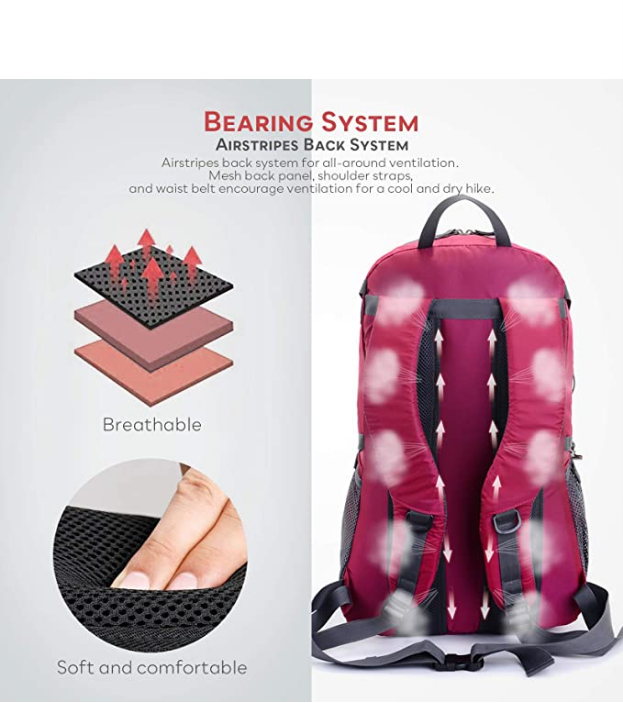 BEARING SYSTEM
AIRSTRIPES BACK SYSTEM
Airstripes back system for all-around ventilation.
Mesh back panel, shoulder straps,
and waist belt encourage ventilation for a cool and dry hike.
Breathable
Soft and comfortable